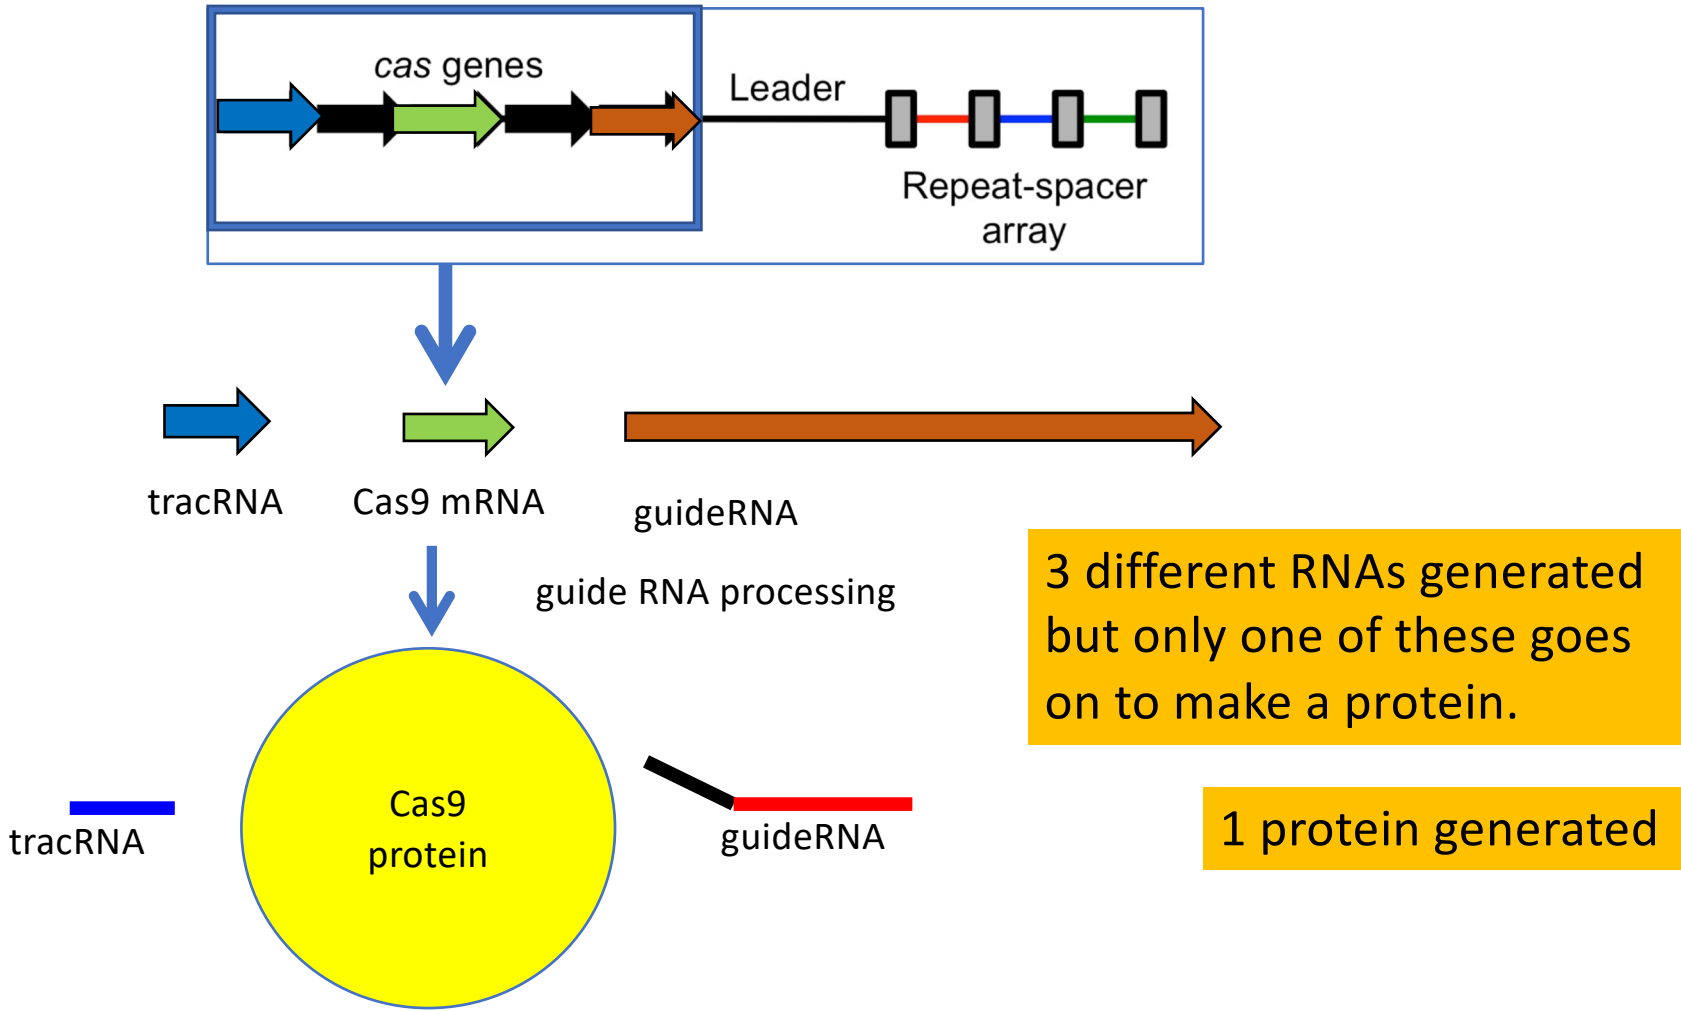 cas genes
Leader
Repeat-spacer
array
tracRNA
Cas9 mRNA
guideRNA
guide RNA processing
3 different RNAs generated
but only one of these goes
on to make a protein.
Cas9
protein
tracRNA
guideRNA
1 protein generated